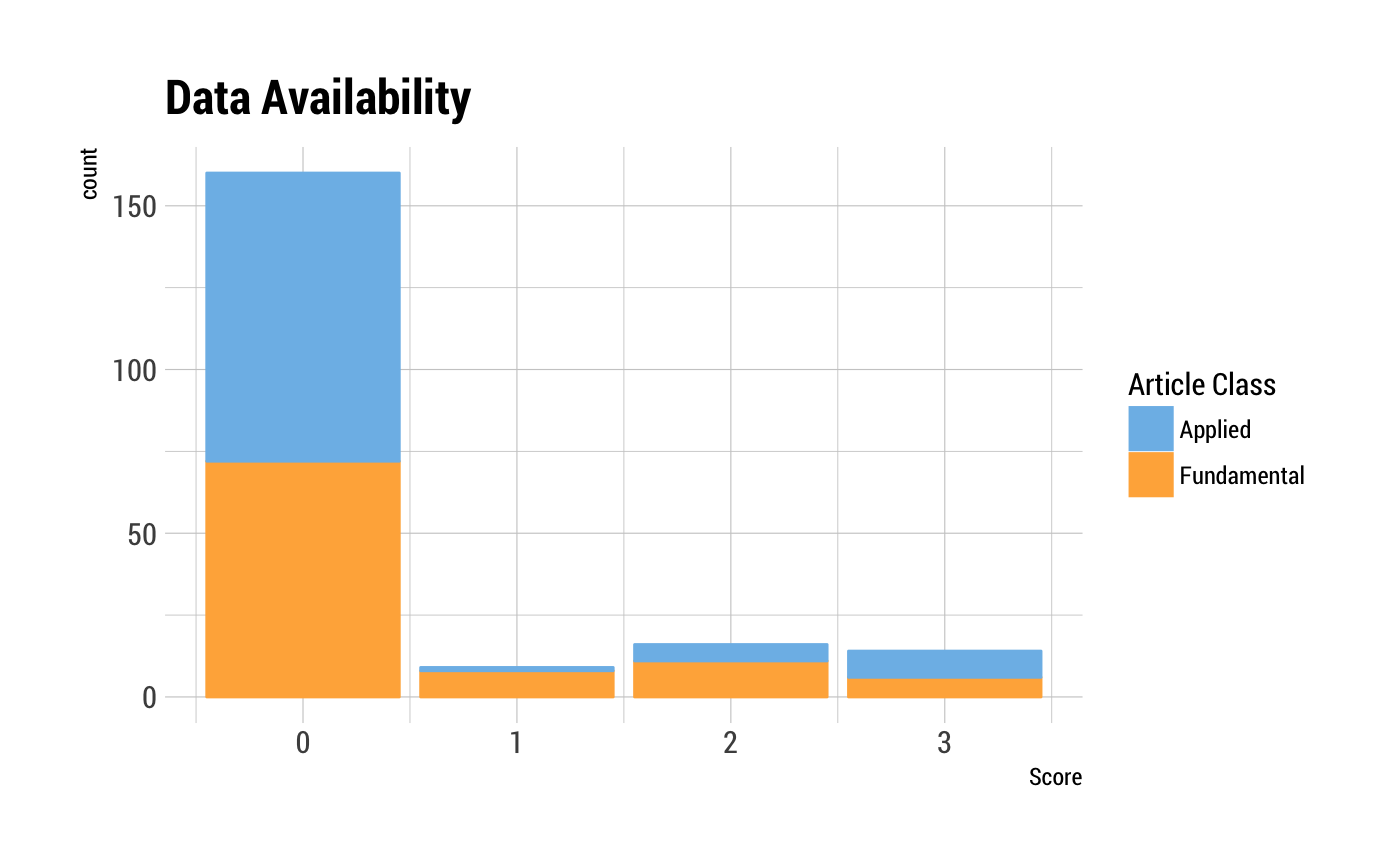 Data Availability
count
150
100
50
0
0 1 2 3
Score
Article Class
Applied
Fundamental